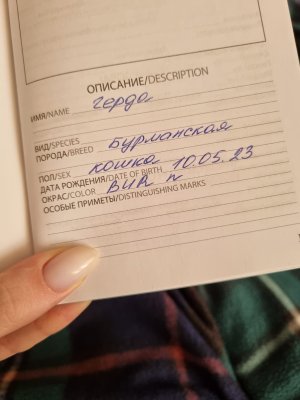 ОПИСАНИЕ/DESCRIPTION
ИМЯ/NAME герда
ВИД/SPECIES
ПОРОДА/BREED Бурманская
ПОЛ/SEX кошка
ДАТА РОЖДЕНИЯ/DATE OF BIRTH 10.05.23
ОКРАС/COLOR BUR n
ОСОБЫЕ ПРИМЕТЫ/DISTINGUISHING MARKS